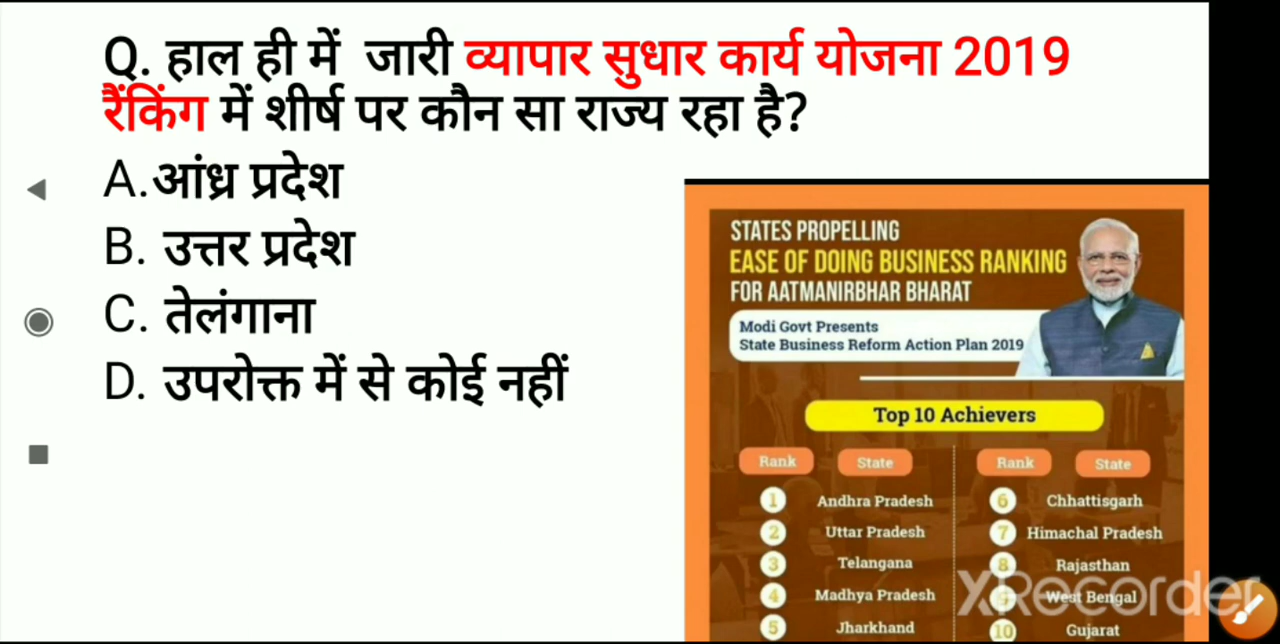 Q. हाल ही में जारी व्यापार सुधार कार्य योजना 2019
रैंकिंग में शीर्ष पर कौन सा राज्य रहा है?
A.आंध्र प्रदेश
B. उत्तर प्रदेश
C. तेलंगाना
D. उपरोक्त में से कोई नहीं
STATES PROPELLING
EASE OF DOING BUSINESS RANKING
FOR AATMANIRBHAR BHARAT
Modi Govt Presents
State Business Reform Action Plan 2019
Top 10 Achievers
Rank State Rank State
1 Andhra Pradesh 6 Chhattisgarh
2 Uttar Pradesh 7 Himachal Pradesh
3 Telangana 8 Rajasthan
4 Madhya Pradesh 9 West Bengal
5 Jharkhand 10 Gujarat
XRecorder